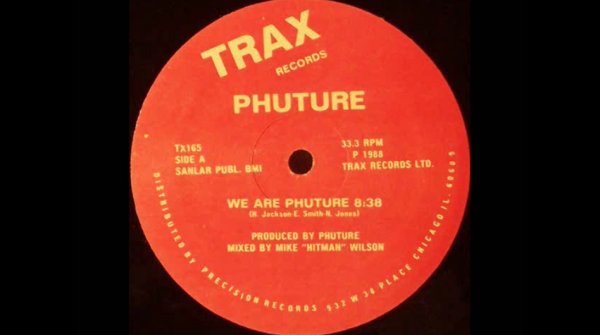 TRAX
RECORDS
PHUTURE
TX165
SIDE A
SANLAR PUBL. BMI
33.3 RPM
P 1988
TRAX RECORDS LTD.
WE ARE PHUTURE 8:38
(H. Jackson-E. Smith-N. Jones)
PRODUCED BY PHUTURE
MIXED BY MIKE "HITMAN" WILSON
DISTRIBUTED BY PRECISION RECORDS 932 W 38 PLACE CHICAGO IL. 60609